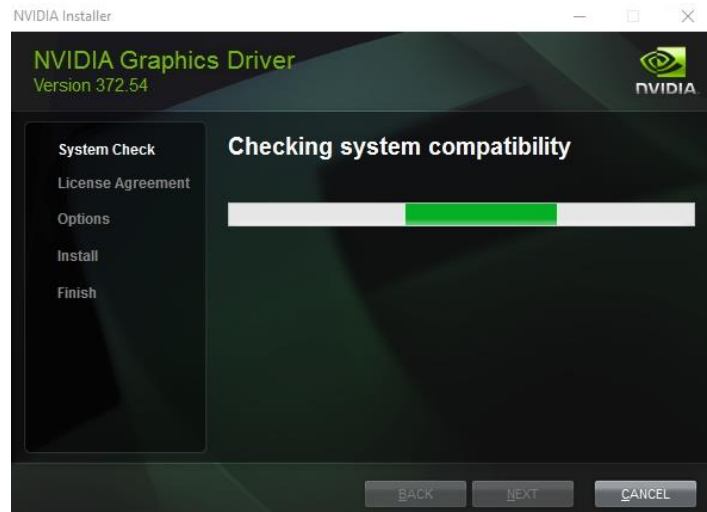 NVIDIA Installer
NVIDIA Graphics Driver
Version 372.54
NVIDIA
System Check
License Agreement
Options
Install
Finish
Checking system compatibility
BACK
NEXT
CANCEL